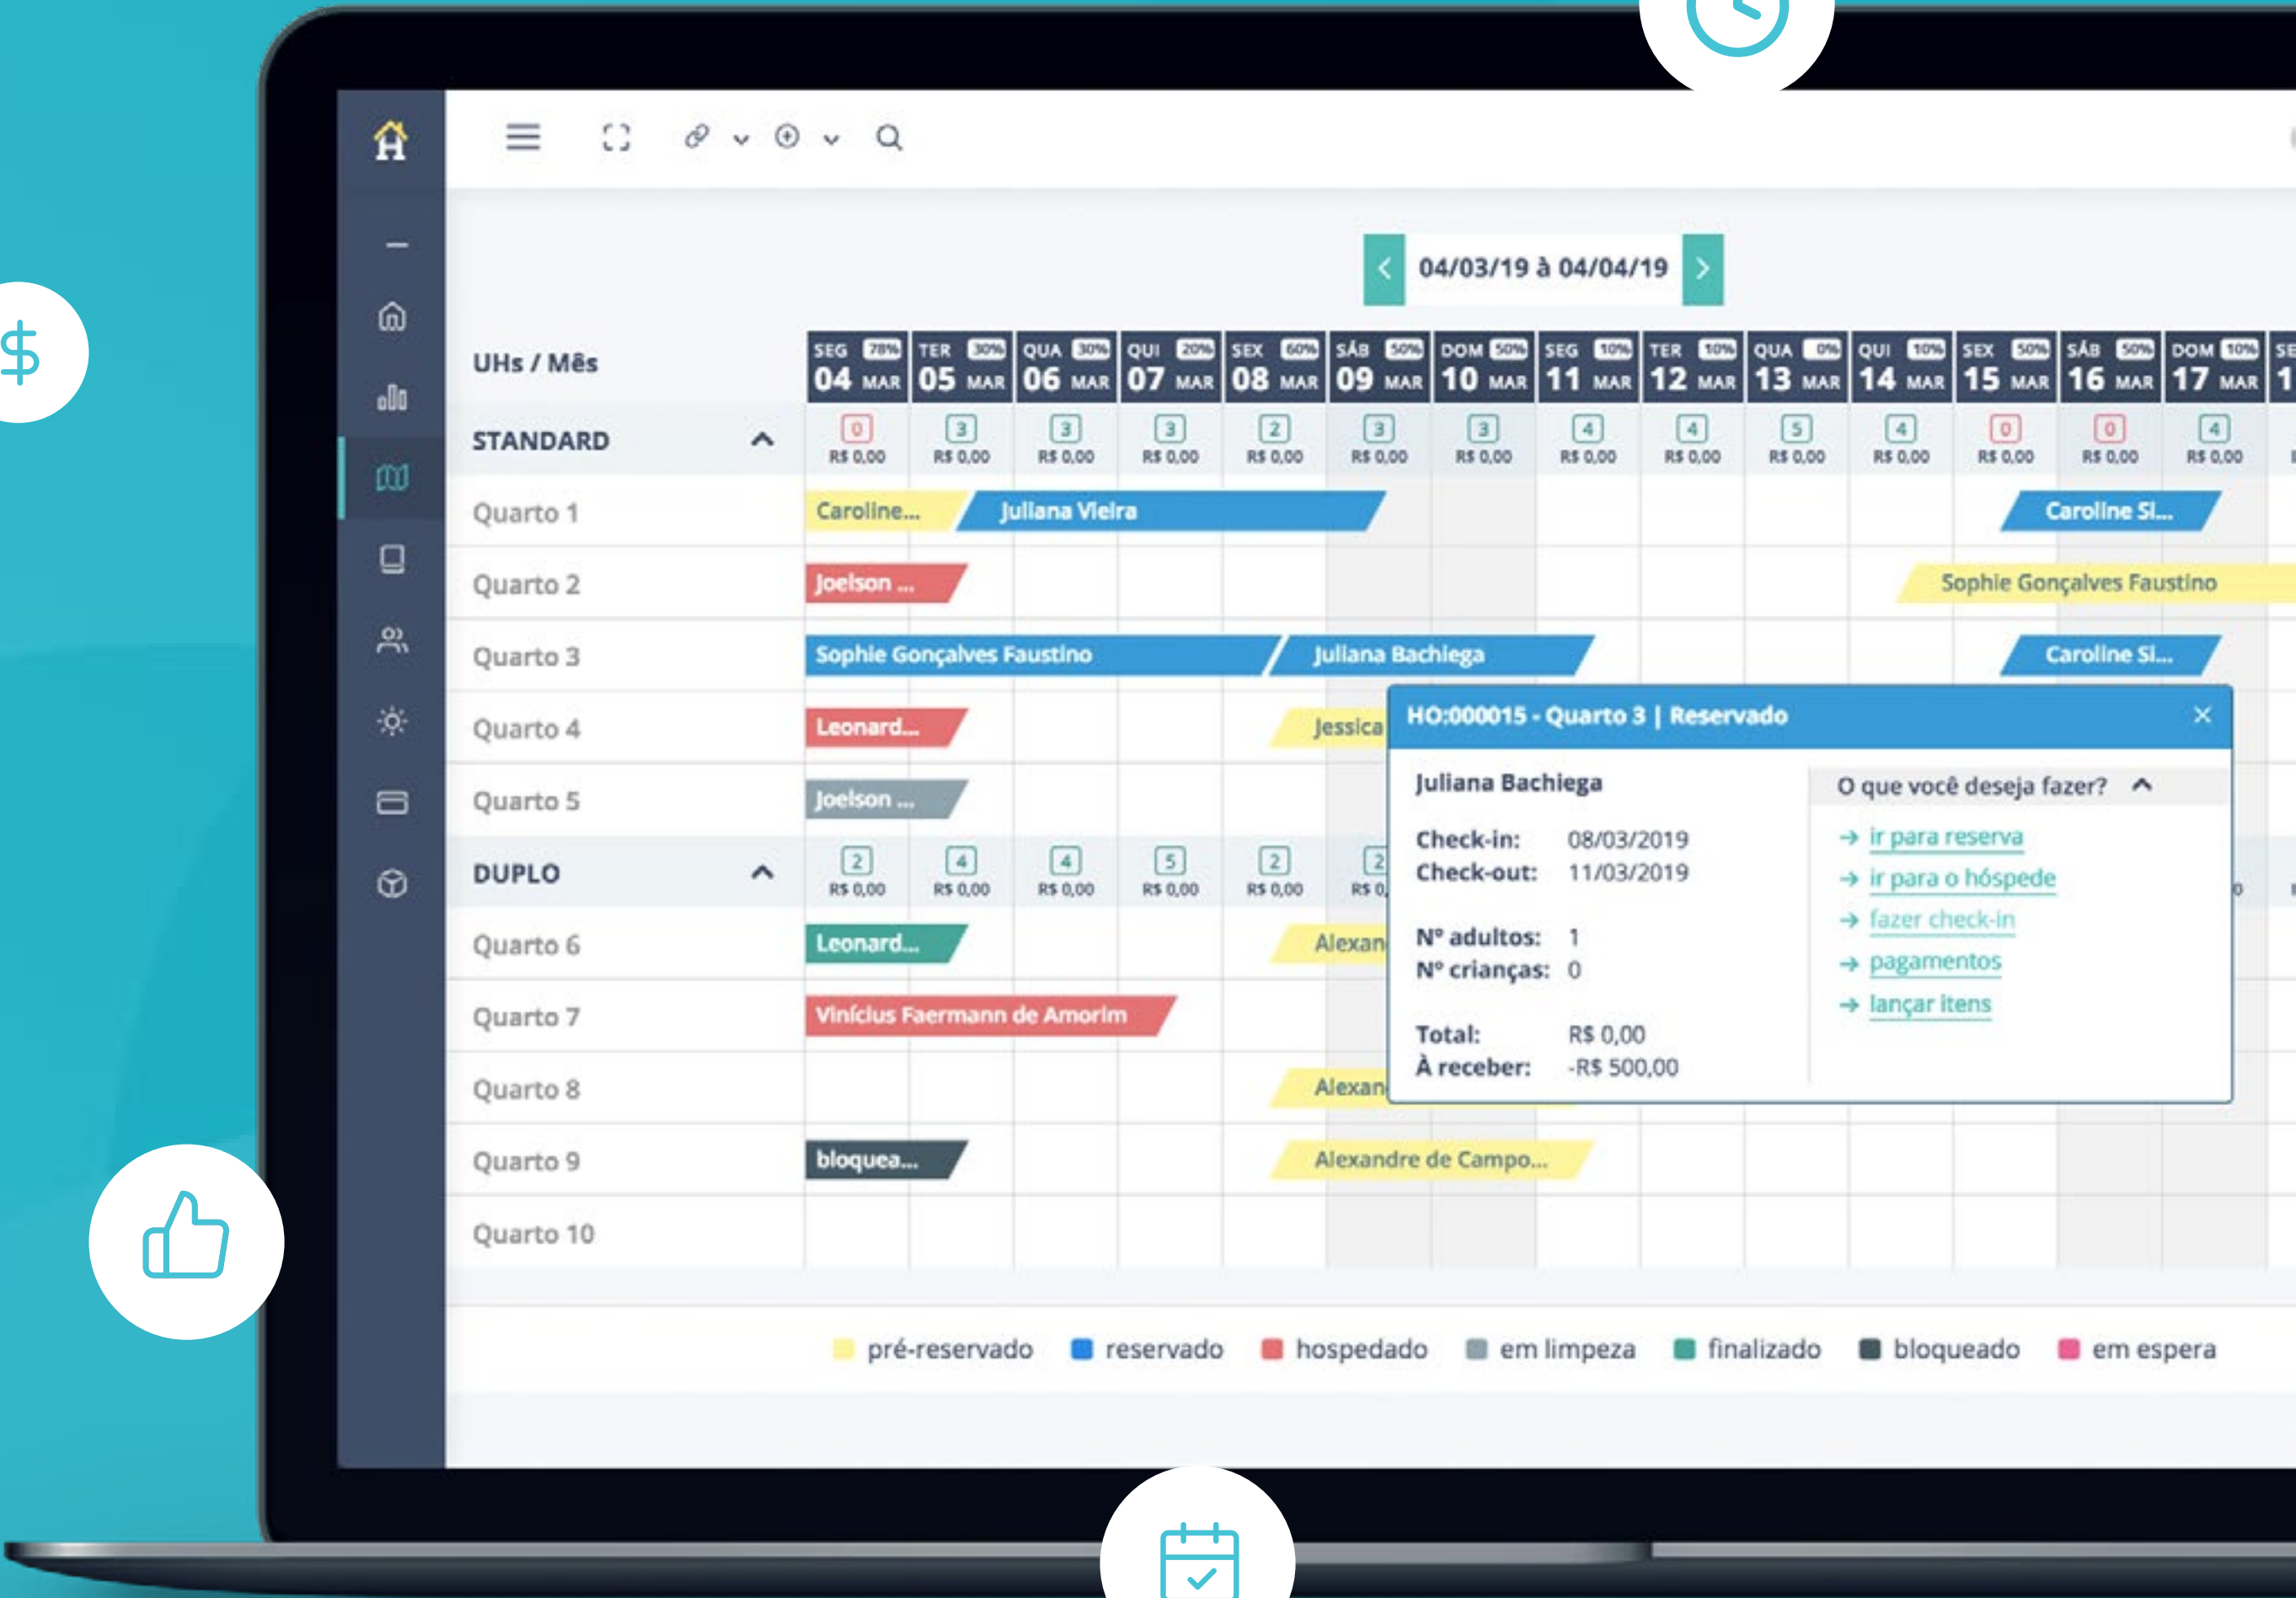 04/03/19 à 04/04/19
UHs / Mês
SEG 78% TER 30% QUA 30% QUI 20% SEX 60% SÁB 50% DOM 50% SEG 10% TER 10% QUA 0% QUI 10% SEX 50% SÁB 50% DOM 10% SE
04 MAR 05 MAR 06 MAR 07 MAR 08 MAR 09 MAR 10 MAR 11 MAR 12 MAR 13 MAR 14 MAR 15 MAR 16 MAR 17 MAR 1
STANDARD
0 3 3 3 2 3 3 4 4 5 4 0 0 4
R$ 0,00 R$ 0,00 R$ 0,00 R$ 0,00 R$ 0,00 R$ 0,00 R$ 0,00 R$ 0,00 R$ 0,00 R$ 0,00 R$ 0,00 R$ 0,00 R$ 0,00 R$ 0,00
Quarto 1 Caroline... Juliana Vieira Caroline Si...
Quarto 2 Joelson ... Sophie Gonçalves Faustino
Quarto 3 Sophie Gonçalves Faustino Juliana Bachiega Caroline Si...
Quarto 4 Leonard... Jessica
Quarto 5 Joelson ...
DUPLO
2 4 4 5 2 2
R$ 0,00 R$ 0,00 R$ 0,00 R$ 0,00 R$ 0,00 R$ 0,
Quarto 6 Leonard... Alexan
Quarto 7 Vinícius Faermann de Amorim
Quarto 8 Alexan
Quarto 9 bloquea... Alexandre de Campo...
Quarto 10
HO:000015 - Quarto 3 | Reservado
Juliana Bachiega
Check-in: 08/03/2019
Check-out: 11/03/2019
Nº adultos: 1
Nº crianças: 0
Total: R$ 0,00
À receber: -R$ 500,00
O que você deseja fazer?
ir para reserva
ir para o hóspede
fazer check-in
pagamentos
lançar itens
pré-reservado reservado hospedado em limpeza finalizado bloqueado em espera